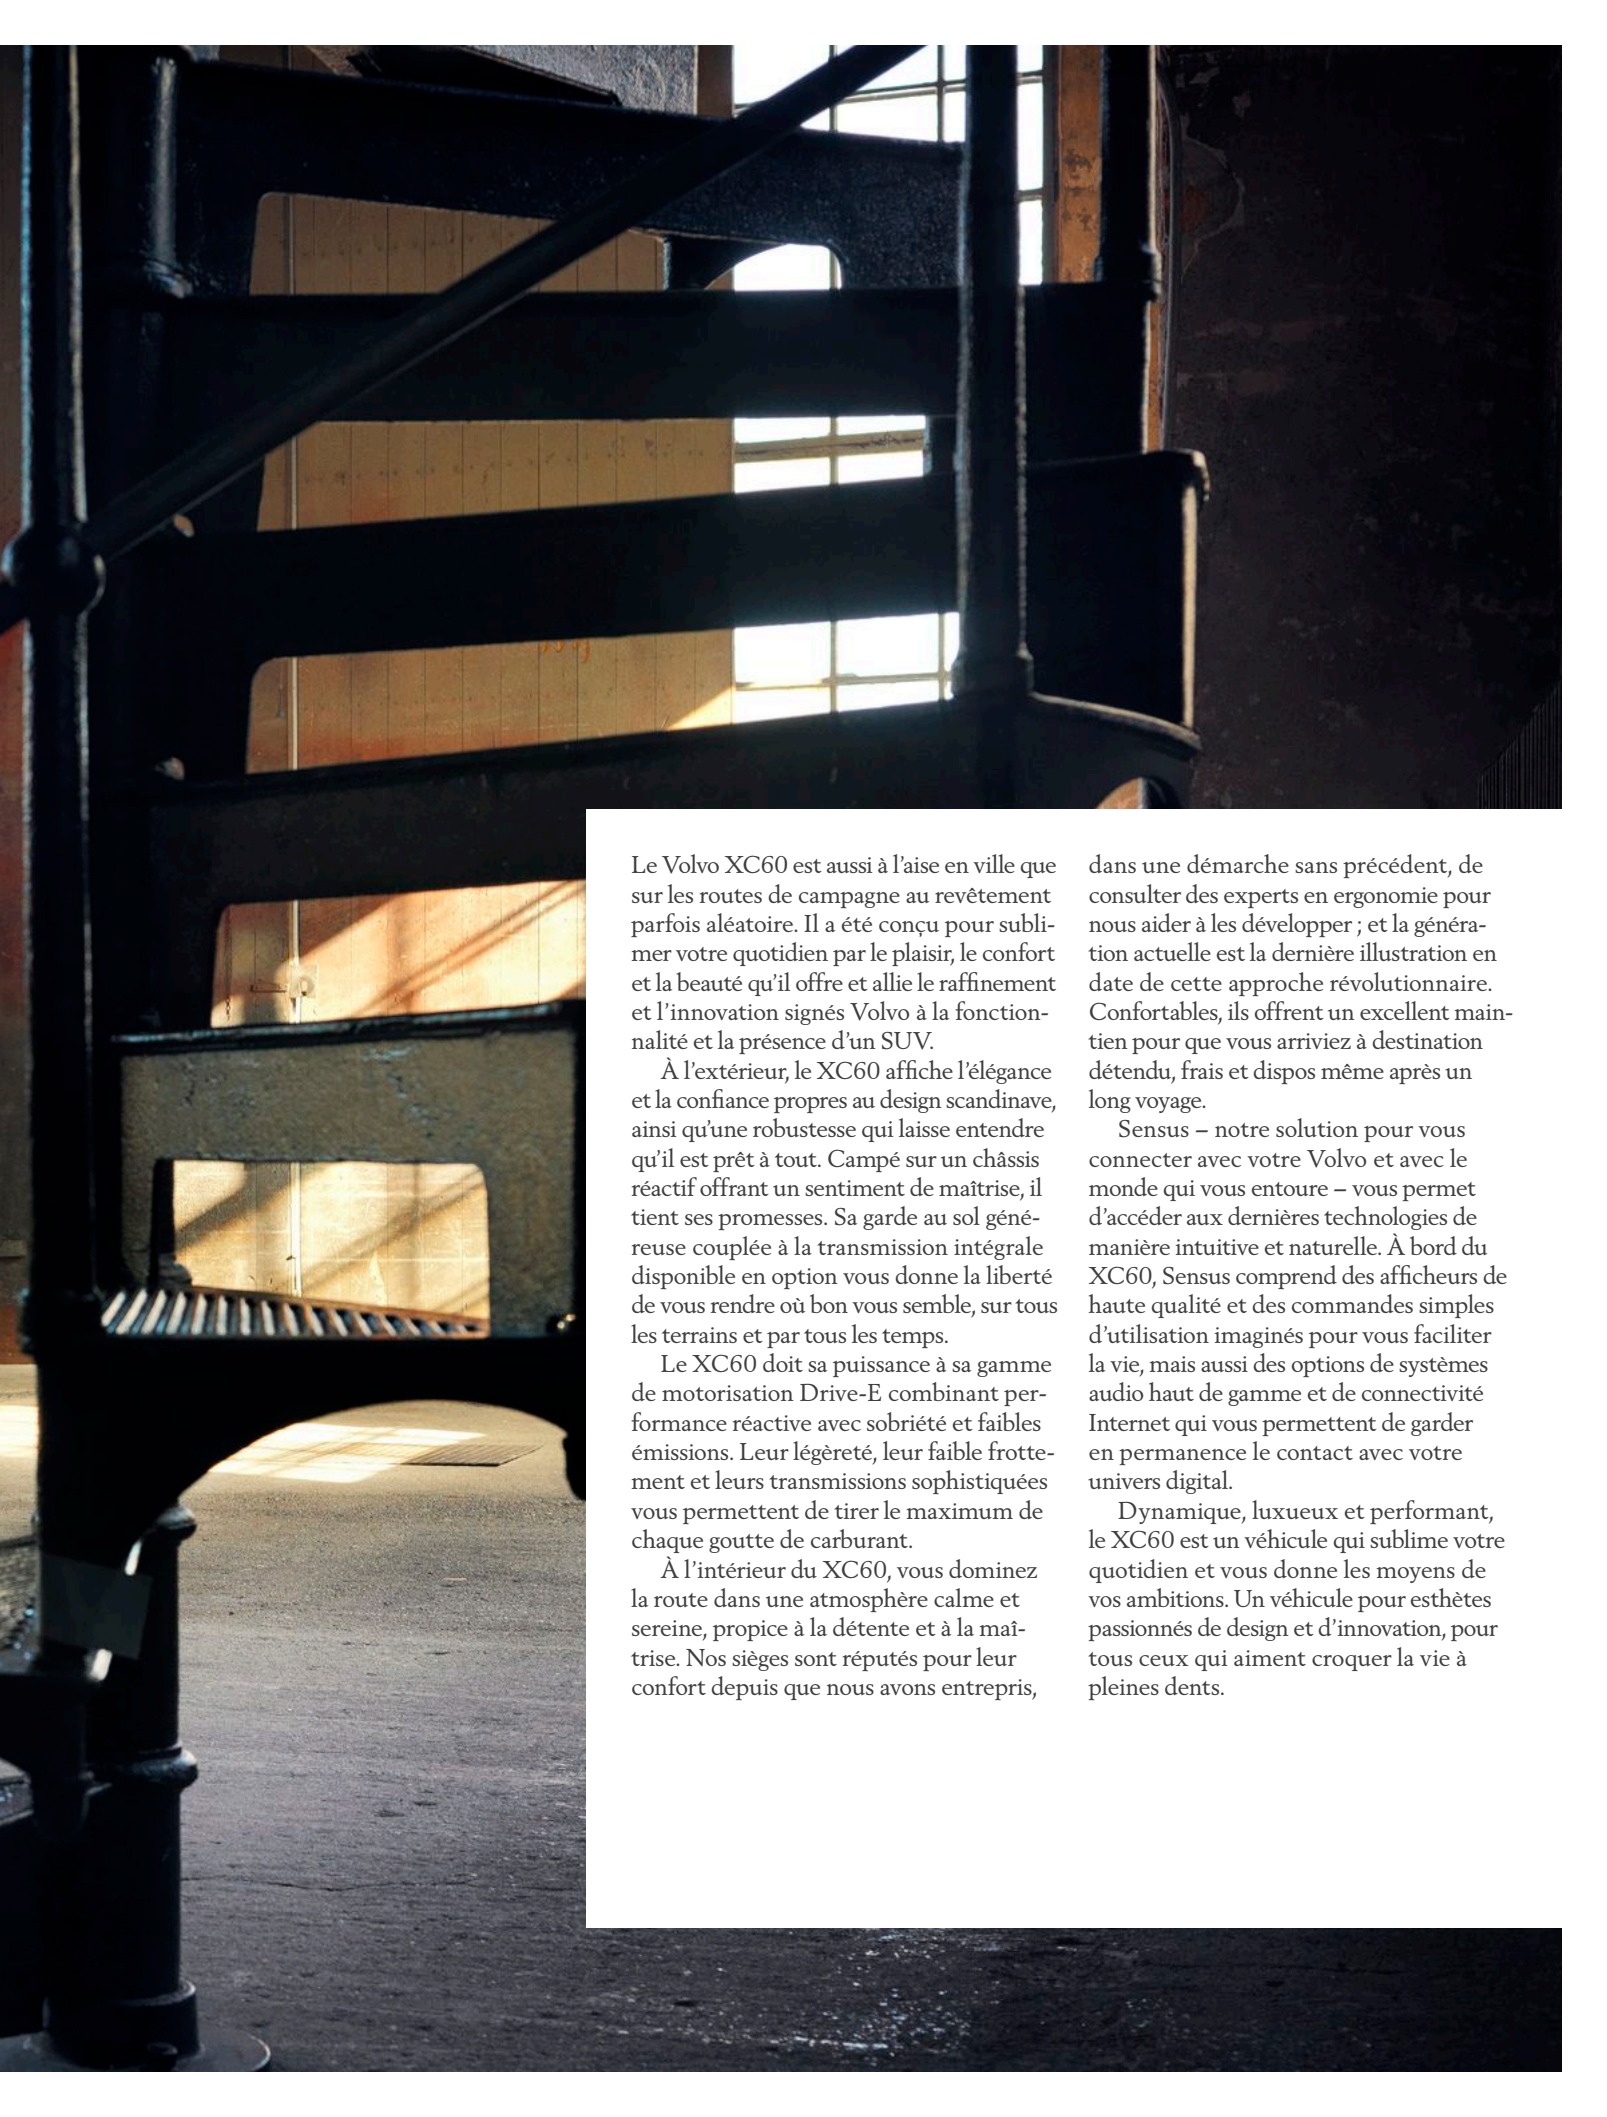 Le Volvo XC60 est aussi à l’aise en ville que
sur les routes de campagne au revêtement
parfois aléatoire. Il a été conçu pour subli-
mer votre quotidien par le plaisir, le confort
et la beauté qu’il offre et allie le raffinement
et l’innovation signés Volvo à la fonction-
nalité et la présence d’un SUV.
À l’extérieur, le XC60 affiche l’élégance
et la confiance propres au design scandinave,
ainsi qu’une robustesse qui laisse entendre
qu’il est prêt à tout. Campé sur un châssis
réactif offrant un sentiment de maîtrise, il
tient ses promesses. Sa garde au sol géné-
reuse couplée à la transmission intégrale
disponible en option vous donne la liberté
de vous rendre où bon vous semble, sur tous
les terrains et par tous les temps.
Le XC60 doit sa puissance à sa gamme
de motorisation Drive-E combinant per-
formance réactive avec sobriété et faibles
émissions. Leur légèreté, leur faible frotte-
ment et leurs transmissions sophistiquées
vous permettent de tirer le maximum de
chaque goutte de carburant.
À l’intérieur du XC60, vous dominez
la route dans une atmosphère calme et
sereine, propice à la détente et à la maî-
trise. Nos sièges sont réputés pour leur
confort depuis que nous avons entrepris,
dans une démarche sans précédent, de
consulter des experts en ergonomie pour
nous aider à les développer ; et la généra-
tion actuelle est la dernière illustration en
date de cette approche révolutionnaire.
Confortables, ils offrent un excellent main-
tien pour que vous arriviez à destination
détendu, frais et dispos même après un
long voyage.
Sensus – notre solution pour vous
connecter avec votre Volvo et avec le
monde qui vous entoure – vous permet
d’accéder aux dernières technologies de
manière intuitive et naturelle. À bord du
XC60, Sensus comprend des afficheurs de
haute qualité et des commandes simples
d’utilisation imaginés pour vous faciliter
la vie, mais aussi des options de systèmes
audio haut de gamme et de connectivité
Internet qui vous permettent de garder
en permanence le contact avec votre
univers digital.
Dynamique, luxueux et performant,
le XC60 est un véhicule qui sublime votre
quotidien et vous donne les moyens de
vos ambitions. Un véhicule pour esthètes
passionnés de design et d’innovation, pour
tous ceux qui aiment croquer la vie à
pleines dents.